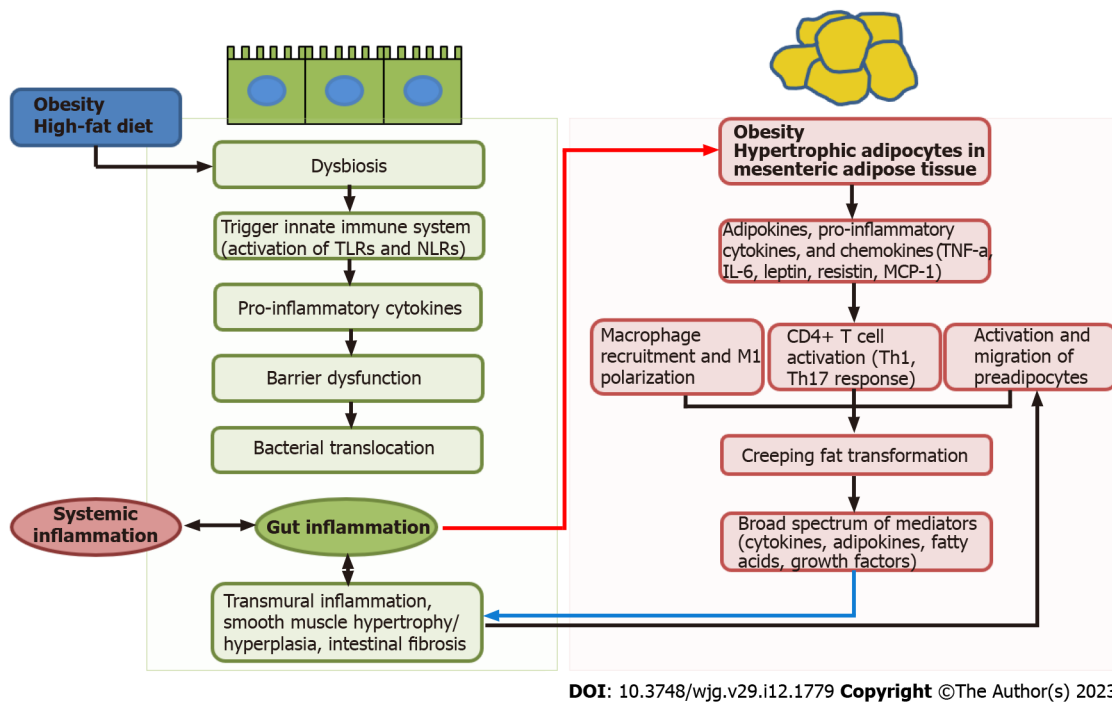 Obesity
High-fat diet
Dysbiosis
Trigger innate immune system
(activation of TLRs and NLRs)
Pro-inflammatory cytokines
Barrier dysfunction
Bacterial translocation
Systemic
inflammation
Gut inflammation
Transmural inflammation,
smooth muscle hypertrophy/
hyperplasia, intestinal fibrosis
Obesity
Hypertrophic adipocytes in
mesenteric adipose tissue
Adipokines, pro-inflammatory
cytokines, and chemokines (TNF-a,
IL-6, leptin, resistin, MCP-1)
Macrophage
recruitment and M1
polarization
CD4+ T cell
activation (Th1,
Th17 response)
Activation and
migration of
preadipocytes
Creeping fat transformation
Broad spectrum of mediators
(cytokines, adipokines, fatty
acids, growth factors)
DOI: 10.3748/wjg.v29.i12.1779 Copyright ©The Author(s) 2023